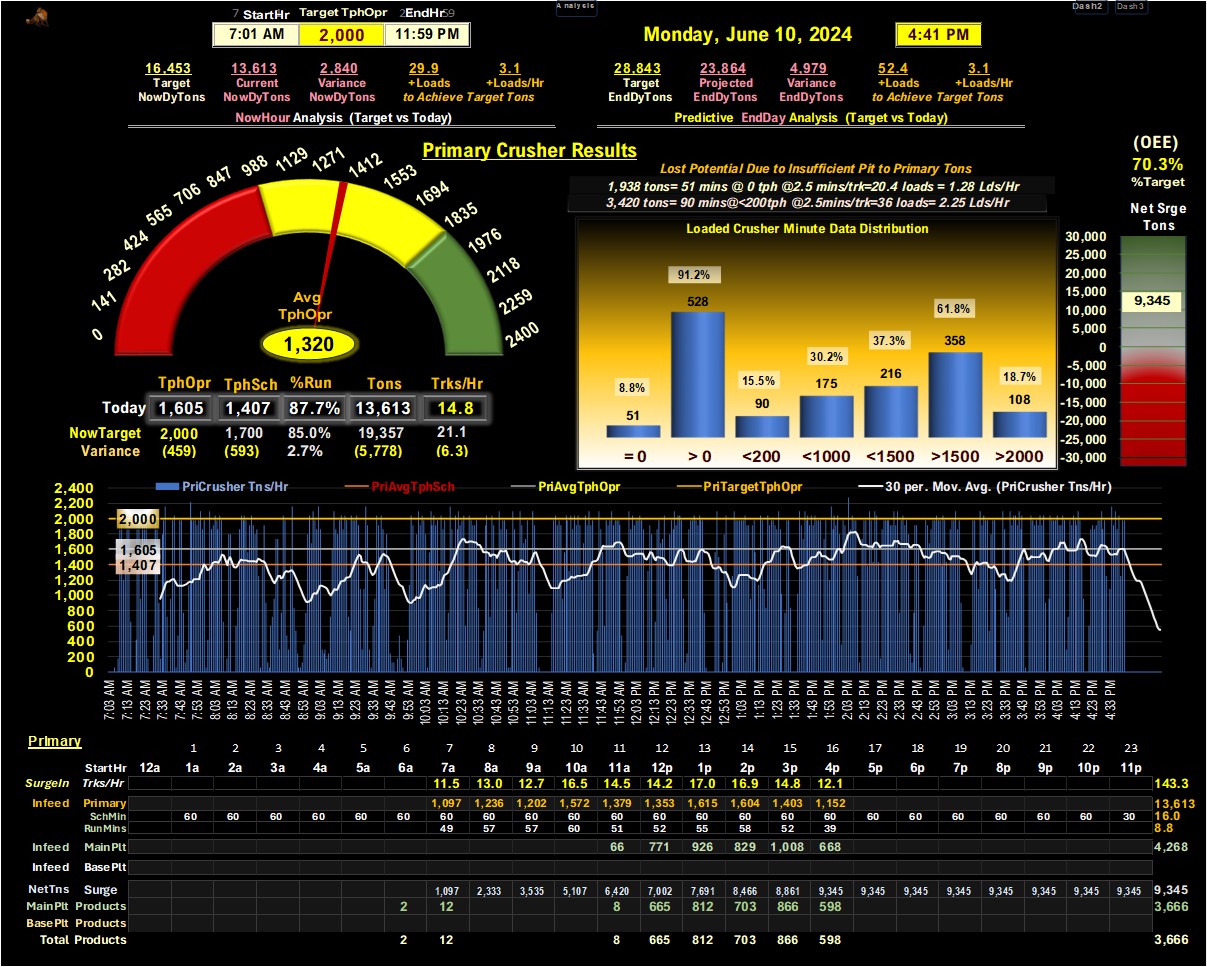 Analysis
Dash2 Dash3
7 StartHr Target TphOpr EndHr 59
7:01 AM 2,000 11:59 PM
Monday, June 10, 2024 4:41 PM
16,453 13,613 2,840 29.9 3.1
Target Current Variance +Loads +Loads/Hr
NowDyTons NowDyTons NowDyTons to Achieve Target Tons
NowHour Analysis (Target vs Today)
28,843 23,864 4,979 52.4 3.1
Target Projected Variance +Loads +Loads/Hr
EndDyTons EndDyTons EndDyTons to Achieve Target Tons
Predictive EndDay Analysis (Target vs Today)
Primary Crusher Results
0 141 282 424 565 706 847 988 1129 1271 1412 1553 1694 1835 1976 2118 2259 2400
Avg
TphOpr
1,320
TphOpr TphSch %Run Tons Trks/Hr
Today 1,605 1,407 87.7% 13,613 14.8
NowTarget 2,000 1,700 85.0% 19,357 21.1
Variance (459) (593) 2.7% (5,778) (6.3)
Lost Potential Due to Insufficient Pit to Primary Tons
1,938 tons= 51 mins @ 0 tph @2.5 mins/trk=20.4 loads = 1.28 Lds/Hr
3,420 tons= 90 mins@<200tph @2.5mins/trk=36 loads= 2.25 Lds/Hr
Loaded Crusher Minute Data Distribution
8.8% 91.2% 15.5% 30.2% 37.3% 61.8% 18.7%
51 528 90 175 216 358 108
= 0 > 0 <200 <1000 <1500 >1500 >2000
(OEE)
70.3%
%Target
Net Srge
Tons
30,000
25,000
20,000
15,000
10,000
5,000
0
-5,000
-10,000
-15,000
-20,000
-25,000
-30,000
9,345
PriCrusher Tns/Hr PriAvgTphSch PriAvgTphOpr PriTargetTphOpr 30 per. Mov. Avg. (PriCrusher Tns/Hr)
2,400
2,200
2,000
1,800
1,600
1,400
1,200
1,000
800
600
400
200
0
2,000
1,605
1,407
7:03 AM 7:13 AM 7:23 AM 7:33 AM 7:43 AM 7:53 AM 8:03 AM 8:13 AM 8:23 AM 8:33 AM 8:43 AM 8:53 AM 9:03 AM 9:13 AM 9:23 AM 9:33 AM 9:43 AM 9:53 AM 10:03 AM 10:13 AM 10:23 AM 10:33 AM 10:43 AM 10:53 AM 11:03 AM 11:13 AM 11:23 AM 11:33 AM 11:43 AM 11:53 AM 12:03 PM 12:13 PM 12:23 PM 12:33 PM 12:43 PM 12:53 PM 1:03 PM 1:13 PM 1:23 PM 1:33 PM 1:43 PM 1:53 PM 2:03 PM 2:13 PM 2:23 PM 2:33 PM 2:43 PM 2:53 PM 3:03 PM 3:13 PM 3:23 PM 3:33 PM 3:43 PM 3:53 PM 4:03 PM 4:13 PM 4:23 PM 4:33 PM
Primary
1 2 3 4 5 6 7 8 9 10 11 12 13 14 15 16 17 18 19 20 21 22 23
StartHr 12a 1a 2a 3a 4a 5a 6a 7a 8a 9a 10a 11a 12p 1p 2p 3p 4p 5p 6p 7p 8p 9p 10p 11p
SurgeIn Trks/Hr 11.5 13.0 12.7 16.5 14.5 14.2 17.0 16.9 14.8 12.1 143.3
Infeed Primary 1,097 1,236 1,202 1,572 1,379 1,353 1,615 1,604 1,403 1,152 13,613
SchMin 60 60 60 60 60 60 60 60 60 60 60 60 60 60 60 60 60 60 60 60 60 60 30 16.0
RunMins 49 57 57 60 51 52 55 58 52 39 8.8
Infeed MainPlt 66 771 926 829 1,008 668 4,268
Infeed BasePlt
NetTns Surge 1,097 2,333 3,535 5,107 6,420 7,002 7,691 8,466 8,861 9,345 9,345 9,345 9,345 9,345 9,345 9,345 9,345 9,345
MainPlt Products 2 12 8 665 812 703 866 598 3,666
BasePlt Products
Total Products 2 12 8 665 812 703 866 598 3,666